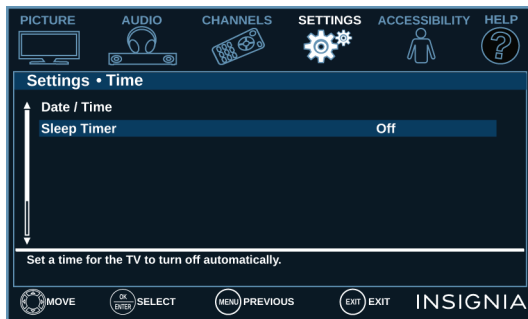 PICTURE AUDIO CHANNELS SETTINGS ACCESSIBILITY HELP
?
Settings • Time
Date / Time
Sleep Timer Off
Set a time for the TV to turn off automatically.
MOVE OK ENTER SELECT MENU PREVIOUS EXIT EXIT INSIGNIA